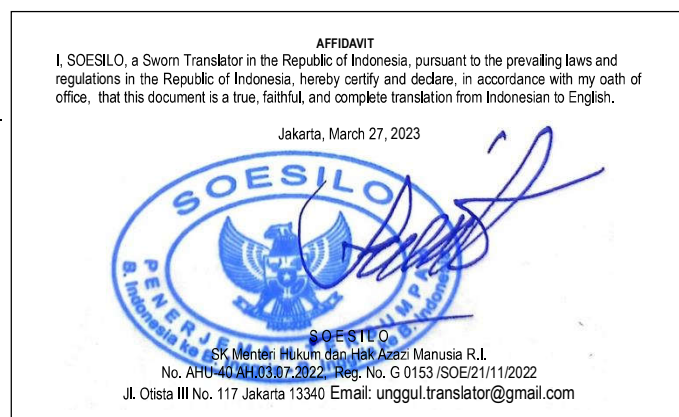 AFFIDAVIT
I, SOESILO, a Sworn Translator in the Republic of Indonesia, pursuant to the prevailing laws and
regulations in the Republic of Indonesia, hereby certify and declare, in accordance with my oath of
office, that this document is a true, faithful, and complete translation from Indonesian to English.
Jakarta, March 27, 2023
SOESILO
PENERJEMAH
B. Indonesia ke B.
B. Indonesia
SOESILO
SK Menteri Hukum dan Hak Azazi Manusia R.I.
No. AHU-40 AH.03.07.2022, Reg. No. G 0153 /SOE/21/11/2022
Jl. Otista III No. 117 Jakarta 13340 Email: unggul.translator@gmail.com